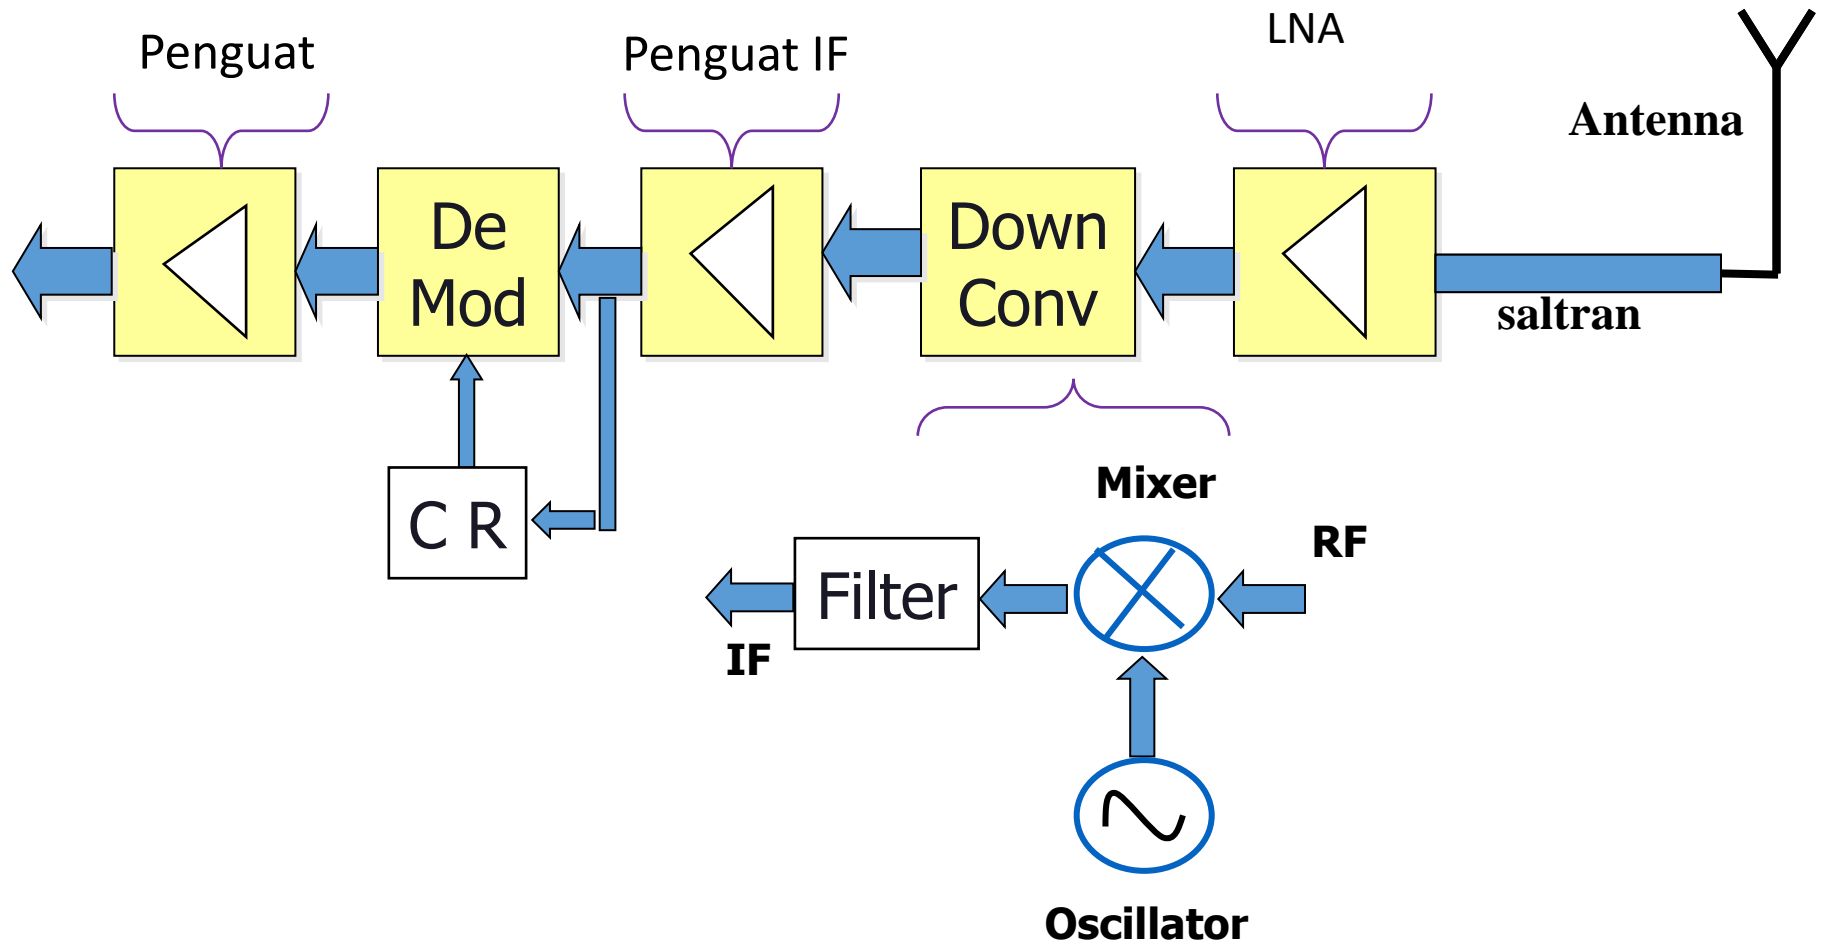 Penguat
Penguat IF
LNA
Antenna
De
Mod
Down
Conv
saltran
C R
Mixer
RF
Filter
IF
Oscillator